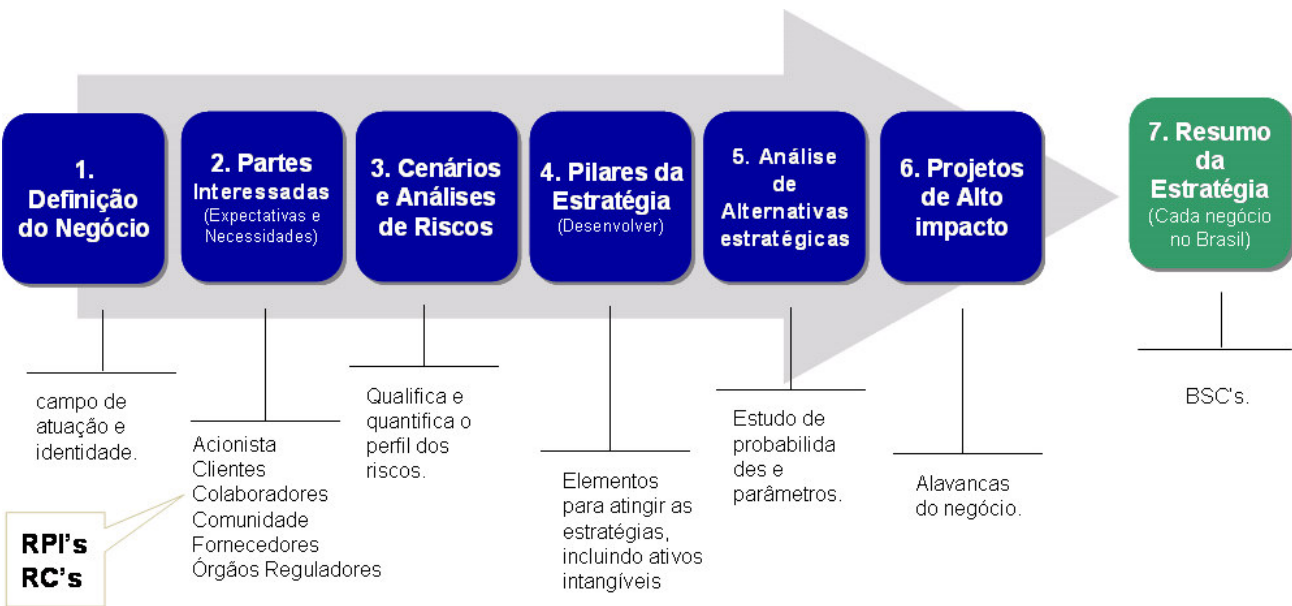 1.
Definição
do Negócio
2. Partes
Interessadas
(Expectativas e
Necessidades)
3. Cenários
e Análises
de Riscos
4. Pilares da
Estratégia
(Desenvolver)
5. Análise
de
Alternativas
estratégicas
6. Projetos
de Alto
impacto
7. Resumo
da
Estratégia
(Cada negócio
no Brasil)
campo de
atuação e
identidade.
Acionista
Clientes
Colaboradores
Comunidade
Fornecedores
Órgãos Reguladores
RPI's
RC's
Qualifica e
quantifica o
perfil dos
riscos.
Elementos
para atingir as
estratégias,
incluindo ativos
intangíveis
Estudo de
probabilida
des e
parâmetros.
Alavancas
do negócio.
BSC's.